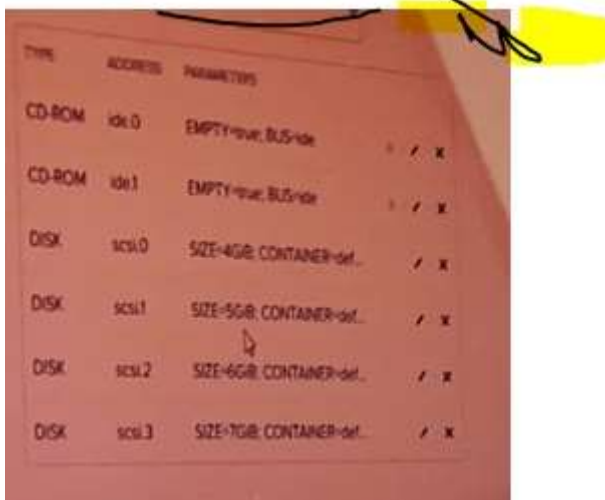 TYPE ADDRESS PARAMETERS
CD-ROM ide.0 EMPTY=true; BUS=ide
CD-ROM ide.1 EMPTY=true; BUS=ide
DISK scsi.0 SIZE=4GiB; CONTAINER=def...
DISK scsi.1 SIZE=5GiB; CONTAINER=def...
DISK scsi.2 SIZE=6GiB; CONTAINER=def...
DISK scsi.3 SIZE=7GiB; CONTAINER=def...